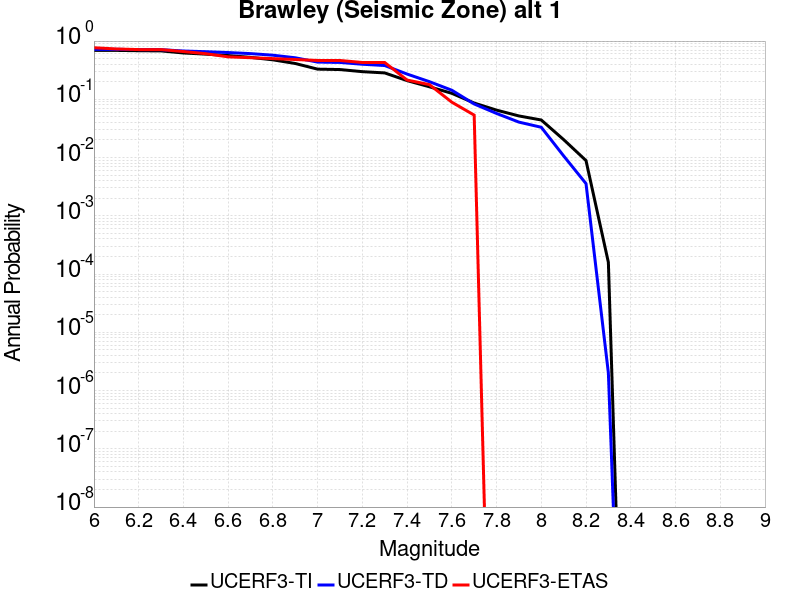 Brawley (Seismic Zone) alt 1
10^0
10^-1
10^-2
10^-3
10^-4
10^-5
10^-6
10^-7
10^-8
Annual Probability
6 6.2 6.4 6.6 6.8 7 7.2 7.4 7.6 7.8 8 8.2 8.4 8.6 8.8 9
Magnitude
UCERF3-TI UCERF3-TD UCERF3-ETAS